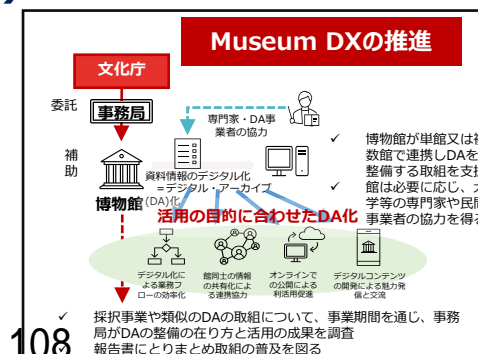 Museum DXの推進
文化庁
委託
事務局
専門家・DA事
業者の協力
補
助
博物館が単館又は
数館で連携しDAを
整備する取組を支
館は必要に応じ、
学等の専門家や民
事業者の協力を得
資料情報のデジタル化
=デジタル・アーカイブ
(DA)化
博物館
活用の目的に合わせたDA化
デジタル化に
よる業務フ
ローの効率化
館同士の情報
の共有化によ
る連携協力
オンラインで
の公開による
利活用促進
デジタルコンテンツ
の開発による魅力発
信と交流
✓ 採択事業や類似のDAの取組について、事業期間を通じ、事務
局がDAの整備の在り方と活用の成果を調査
報告書にとりまとめ取組の普及を図る
108